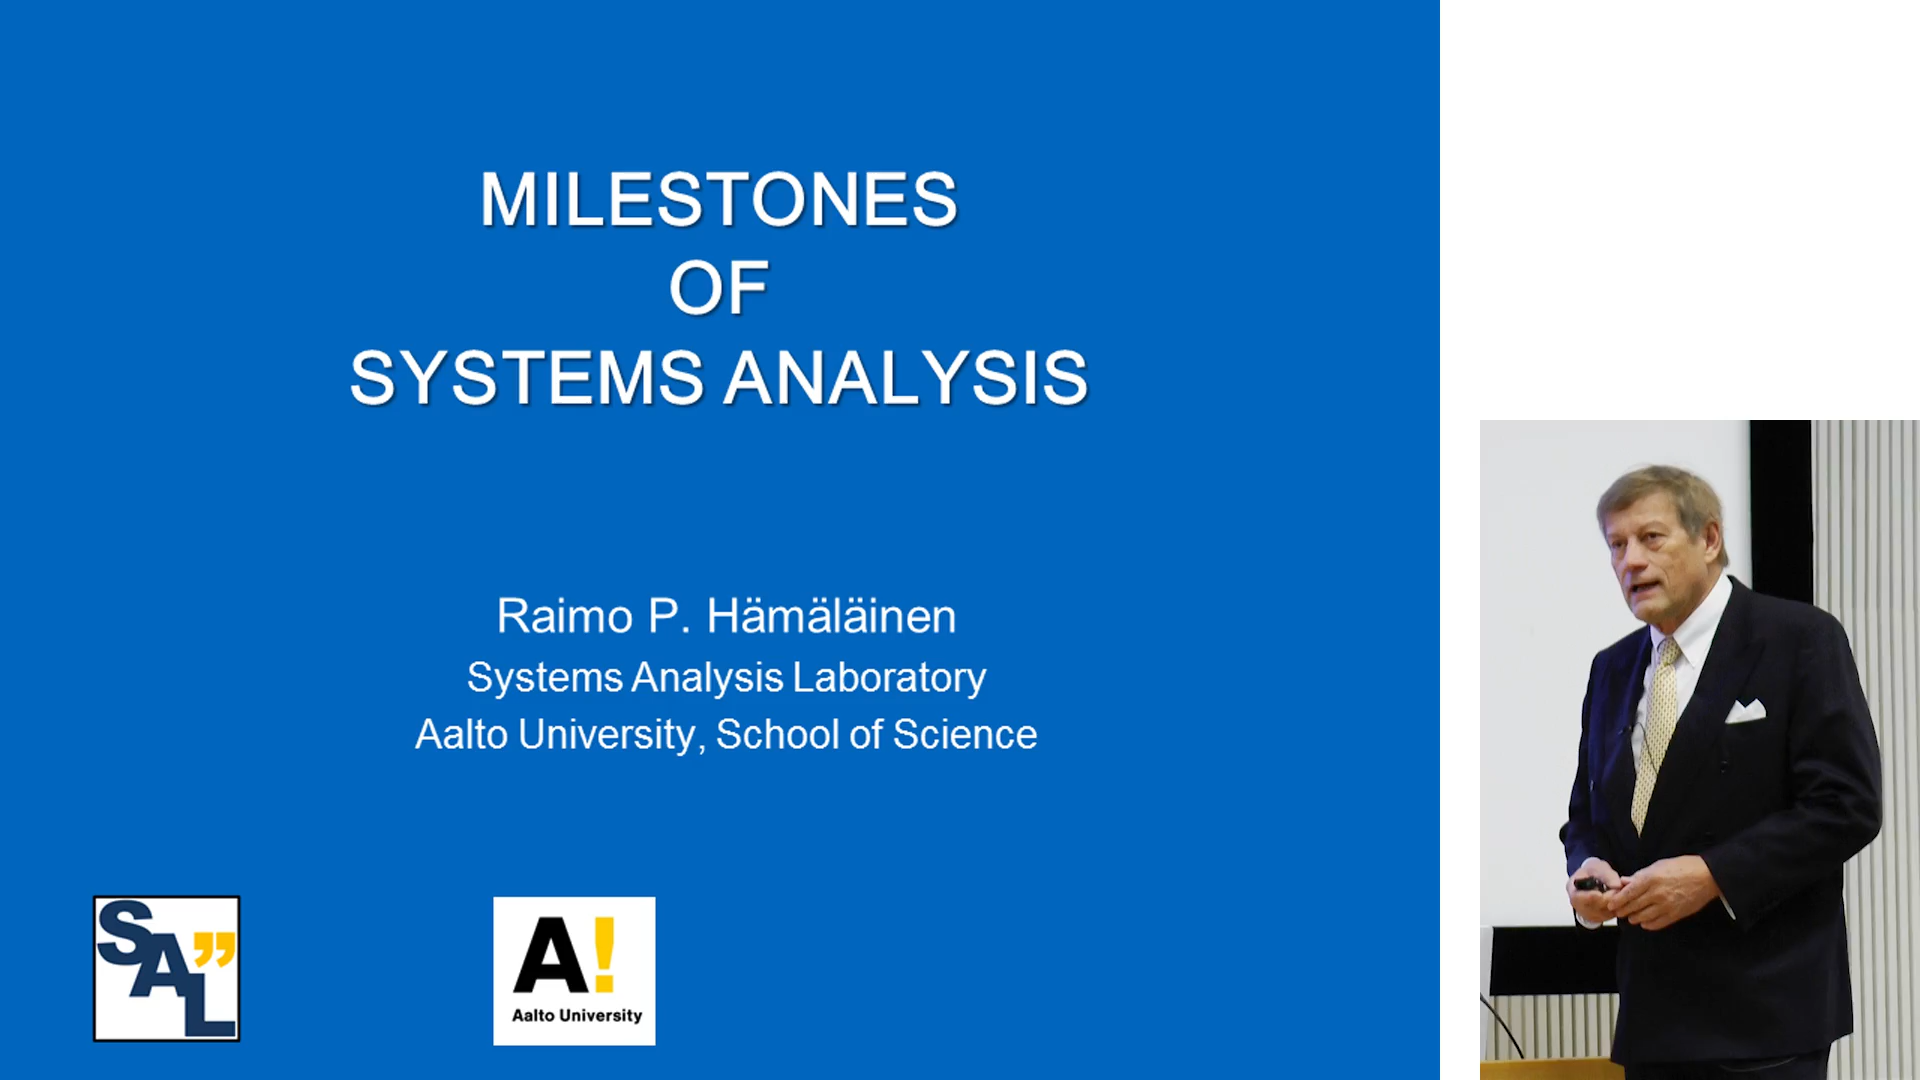 MILESTONES
OF
SYSTEMS ANALYSIS
Raimo P. Hämäläinen
Systems Analysis Laboratory
Aalto University, School of Science
SAL”
A!
Aalto University